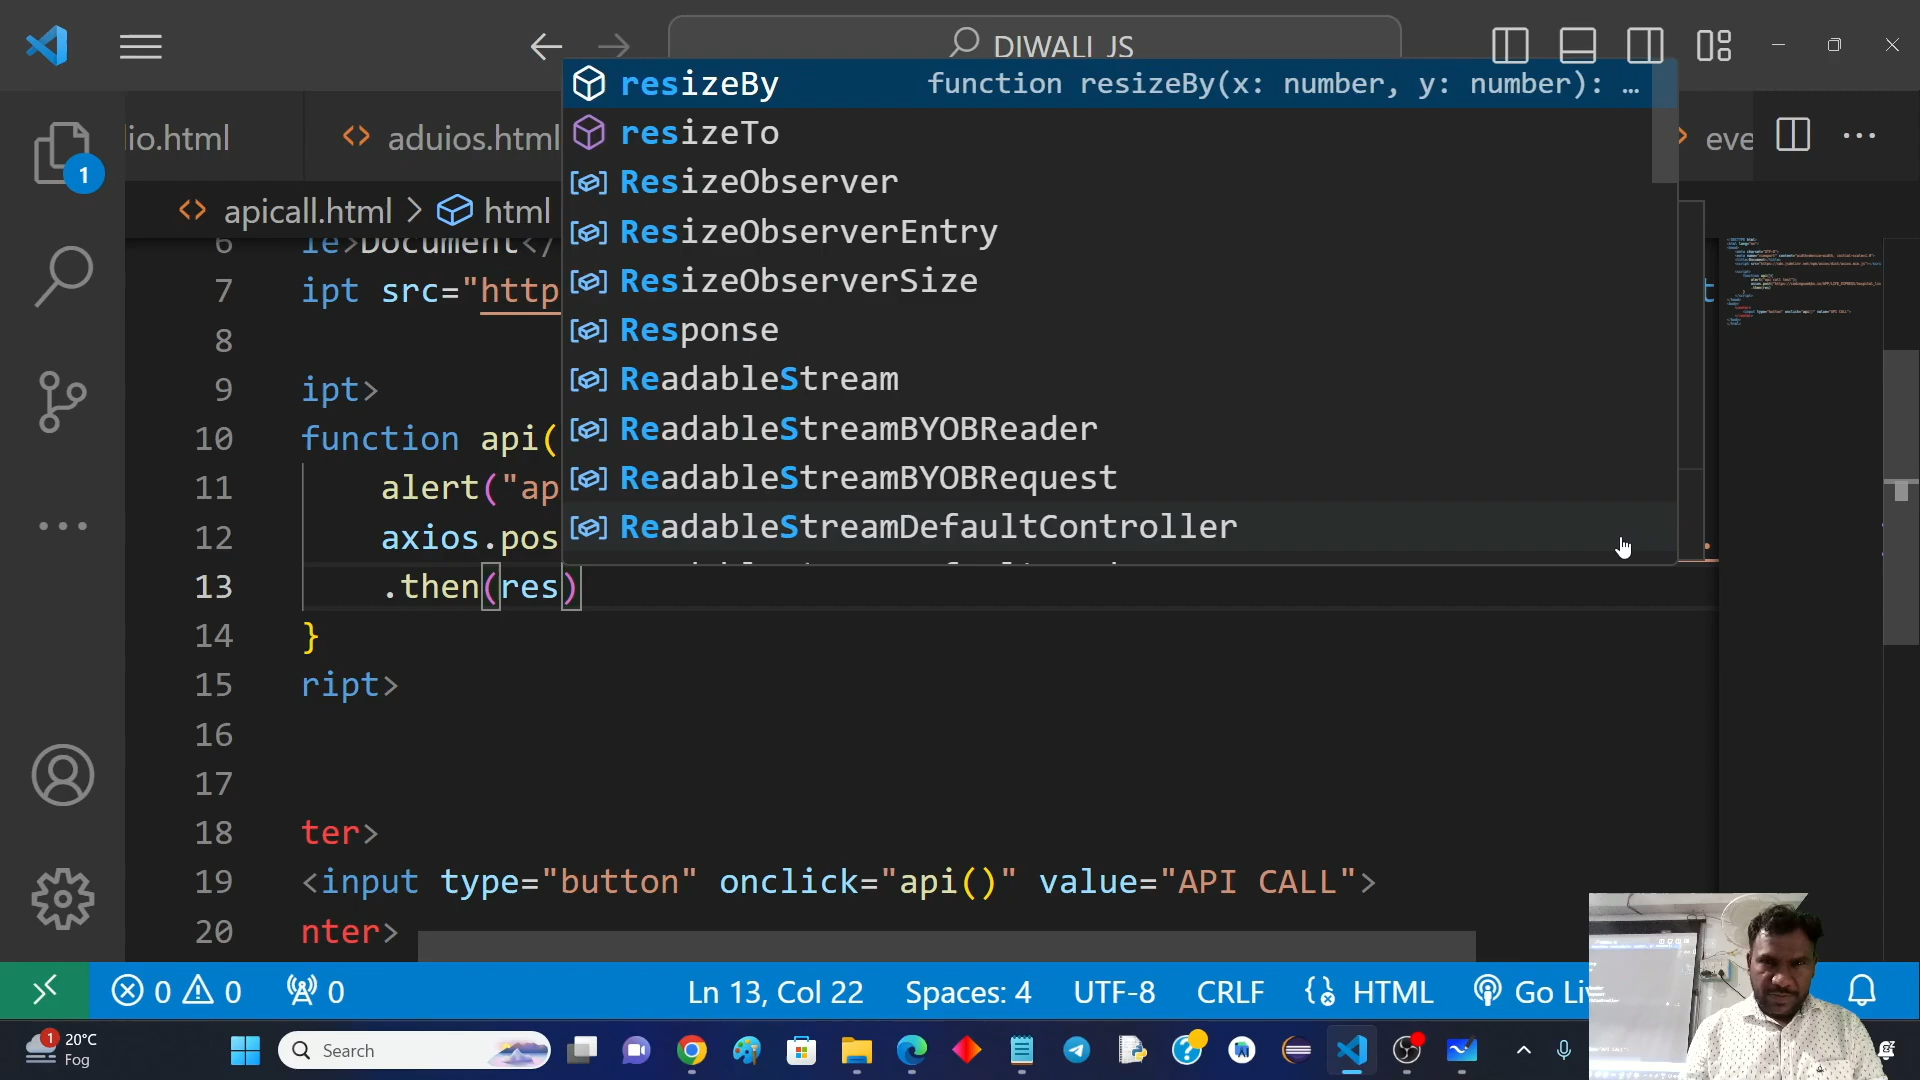 DIWALI_JS
resizeBy function resizeBy(x: number, y: number): …
resizeTo
ResizeObserver
ResizeObserverEntry
ResizeObserverSize
Response
ReadableStream
ReadableStreamBYOBReader
ReadableStreamBYOBRequest
ReadableStreamDefaultController
lio.html
aduios.html
eve
…
1
apicall.html > html
6 le>Document</
7 ipt src="http
8
9 ipt>
10 function api(
11 alert("ap
12 axios.pos
13 .then(res)
14 }
15 ript>
16
17
18 ter>
19 <input type="button" onclick="api()" value="API CALL">
20 nter>
0 0 0
Ln 13, Col 22
Spaces: 4
UTF-8
CRLF
HTML
Go Li
1
20°C
Fog
Search